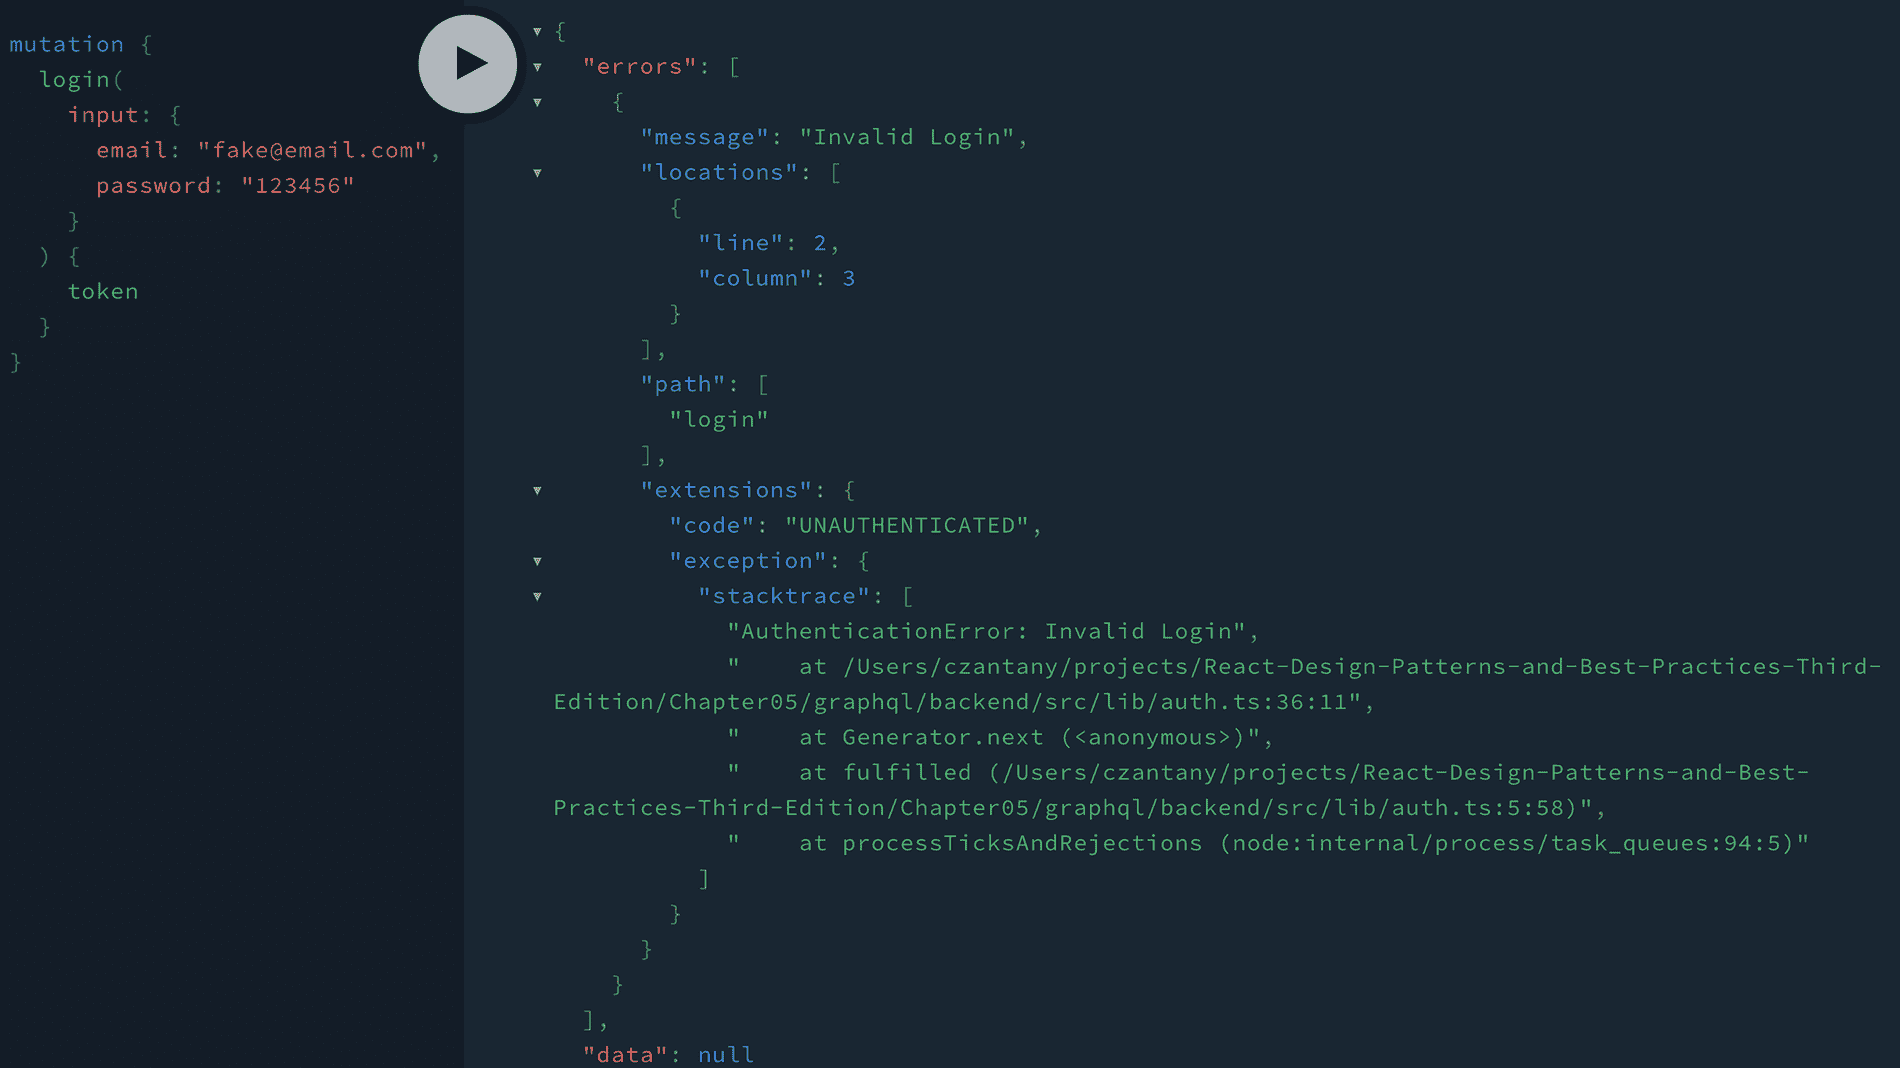 mutation {
  login(
    input: {
      email: "fake@email.com",
      password: "123456"
    }
  ) {
    token
  }
}
{
  "errors": [
    {
      "message": "Invalid Login",
      "locations": [
        {
          "line": 2,
          "column": 3
        }
      ],
      "path": [
        "login"
      ],
      "extensions": {
        "code": "UNAUTHENTICATED",
        "exception": {
          "stacktrace": [
            "AuthenticationError: Invalid Login",
            "    at /Users/czantany/projects/React-Design-Patterns-and-Best-Practices-Third-
Edition/Chapter05/graphql/backend/src/lib/auth.ts:36:11",
            "    at Generator.next (<anonymous>)",
            "    at fulfilled (/Users/czantany/projects/React-Design-Patterns-and-Best-
Practices-Third-Edition/Chapter05/graphql/backend/src/lib/auth.ts:5:58)",
            "    at processTicksAndRejections (node:internal/process/task_queues:94:5)"
          ]
        }
      }
    }
  ],
  "data": null